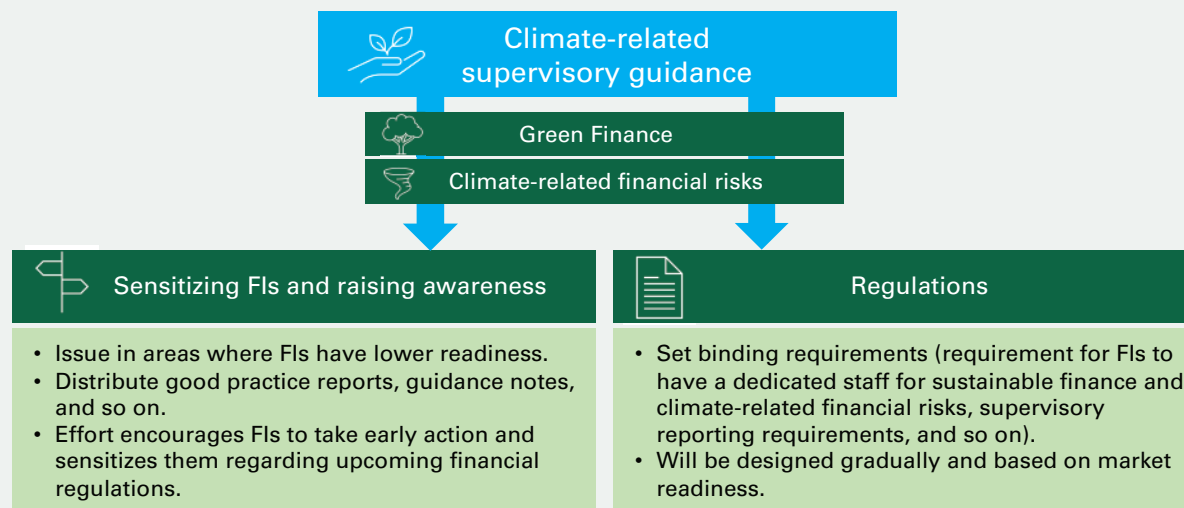 Climate-related
supervisory guidance
Green Finance
Climate-related financial risks
Sensitizing FIs and raising awareness
• Issue in areas where FIs have lower readiness.
• Distribute good practice reports, guidance notes,
and so on.
• Effort encourages FIs to take early action and
sensitizes them regarding upcoming financial
regulations.
Regulations
• Set binding requirements (requirement for FIs to
have a dedicated staff for sustainable finance and
climate-related financial risks, supervisory
reporting requirements, and so on).
• Will be designed gradually and based on market
readiness.